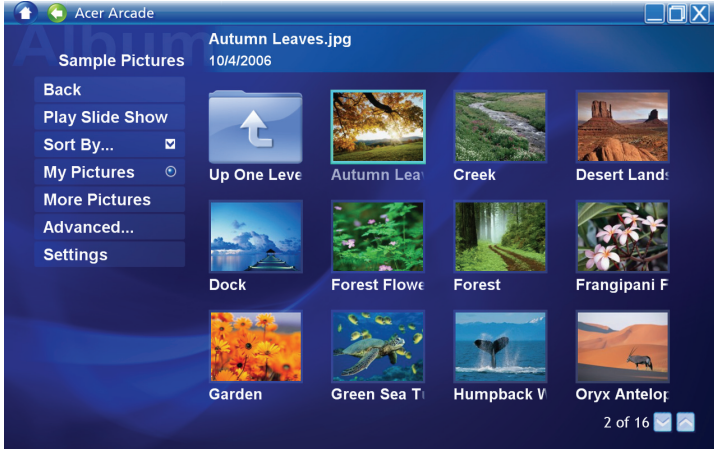 Acer Arcade
Album
Sample Pictures
Autumn Leaves.jpg
10/4/2006
Back
Play Slide Show
Sort By...
My Pictures
More Pictures
Advanced...
Settings
Up One Leve
Autumn Leav
Creek
Desert Lands
Dock
Forest Flowe
Forest
Frangipani F
Garden
Green Sea Tu
Humpback W
Oryx Antelop
2 of 16